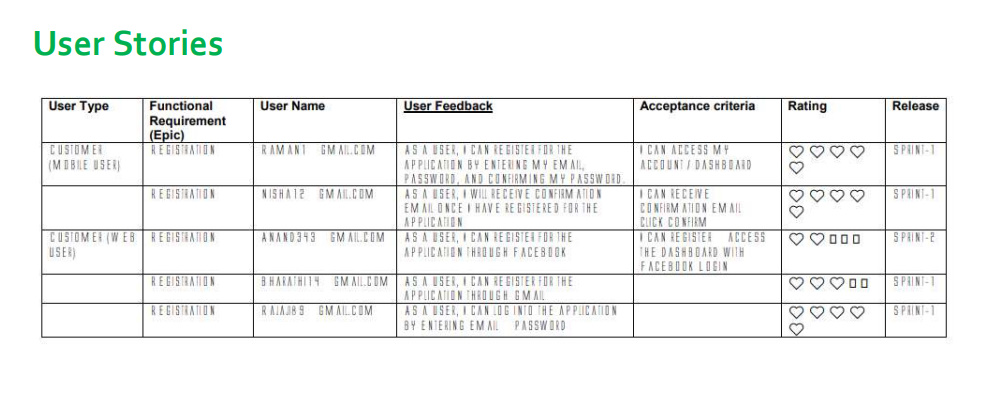 User Stories
User Type Functional Requirement (Epic) User Name User Feedback Acceptance criteria Rating Release
CUSTOMER (MOBILE USER) REGISTRATION RAMAN1 GMAIL.COM AS A USER, I CAN REGISTER FOR THE APPLICATION BY ENTERING MY EMAIL, PASSWORD, AND CONFIRMING MY PASSWORD. I CAN ACCESS MY ACCOUNT / DASHBOARD ♡ ♡ ♡ ♡ ♡ SPRINT-1
REGISTRATION NISHA12 GMAIL.COM AS A USER, I WILL RECEIVE CONFIRMATION EMAIL ONCE I HAVE REGISTERED FOR THE APPLICATION I CAN RECEIVE CONFIRMATION EMAIL CLICK CONFIRM ♡ ♡ ♡ ♡ ♡ SPRINT-1
CUSTOMER (WEB USER) REGISTRATION ANAND343 GMAIL.COM AS A USER, I CAN REGISTER FOR THE APPLICATION THROUGH FACEBOOK I CAN REGISTER ACCESS THE DASHBOARD WITH FACEBOOK LOGIN ♡ ♡ ▯ ▯ ▯ SPRINT-2
REGISTRATION BHARATHI14 GMAIL.COM AS A USER, I CAN REGISTER FOR THE APPLICATION THROUGH GMAIL ♡ ♡ ♡ ▯ ▯ SPRINT-1
REGISTRATION RAJAJI89 GMAIL.COM AS A USER, I CAN LOG INTO THE APPLICATION BY ENTERING EMAIL PASSWORD ♡ ♡ ♡ ♡ ♡ SPRINT-1